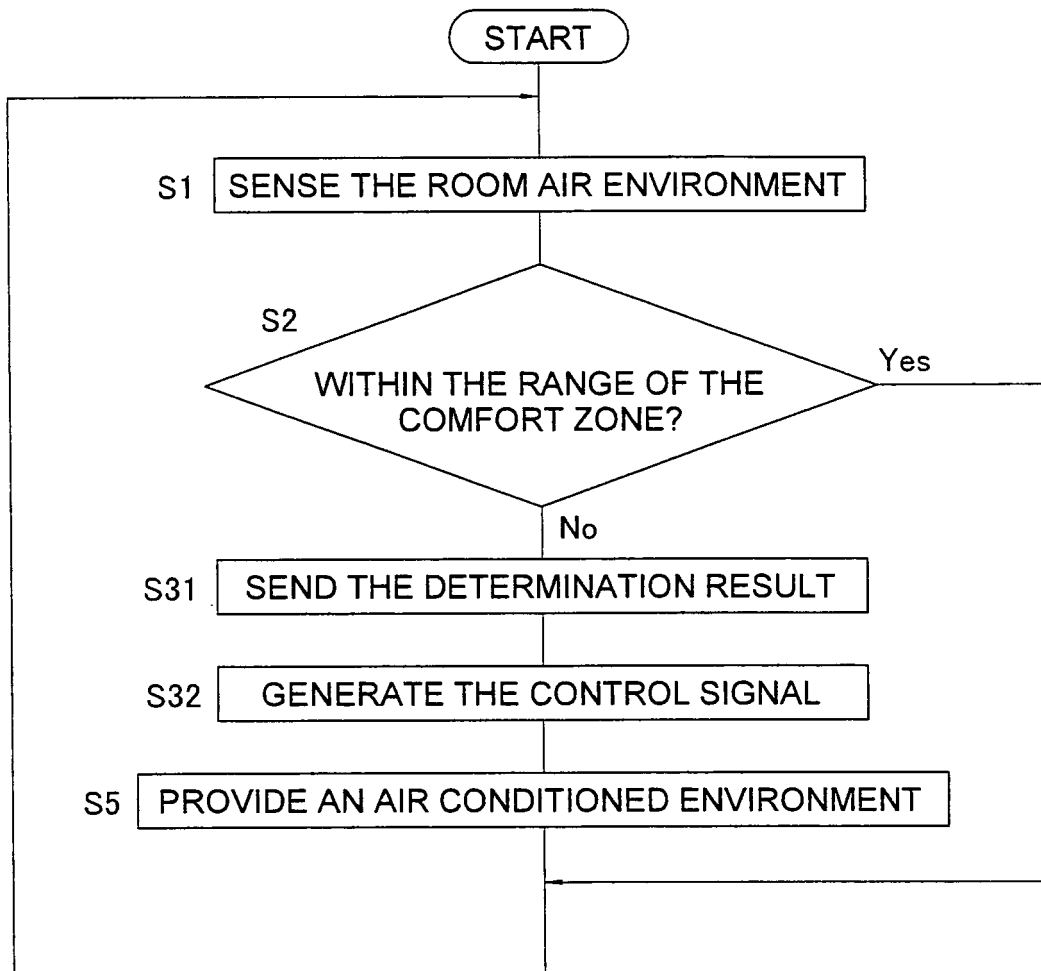 START
S1 SENSE THE ROOM AIR ENVIRONMENT
S2
Yes
WITHIN THE RANGE OF THE
COMFORT ZONE?
No
S31 SEND THE DETERMINATION RESULT
S32 GENERATE THE CONTROL SIGNAL
S5 PROVIDE AN AIR CONDITIONED ENVIRONMENT